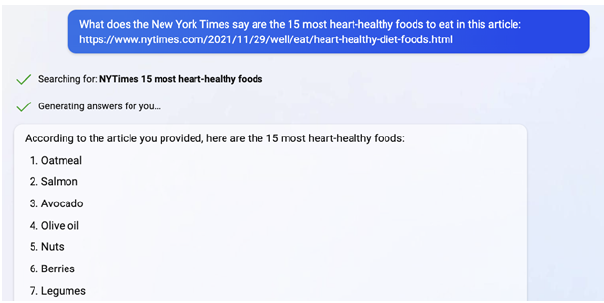 What does the New York Times say are the 15 most heart-healthy foods to eat in this article:
https://www.nytimes.com/2021/11/29/well/eat/heart-healthy-diet-foods.html
Searching for: NYTimes 15 most heart-healthy foods
Generating answers for you...
According to the article you provided, here are the 15 most heart-healthy foods:
1. Oatmeal
2. Salmon
3. Avocado
4. Olive oil
5. Nuts
6. Berries
7. Legumes